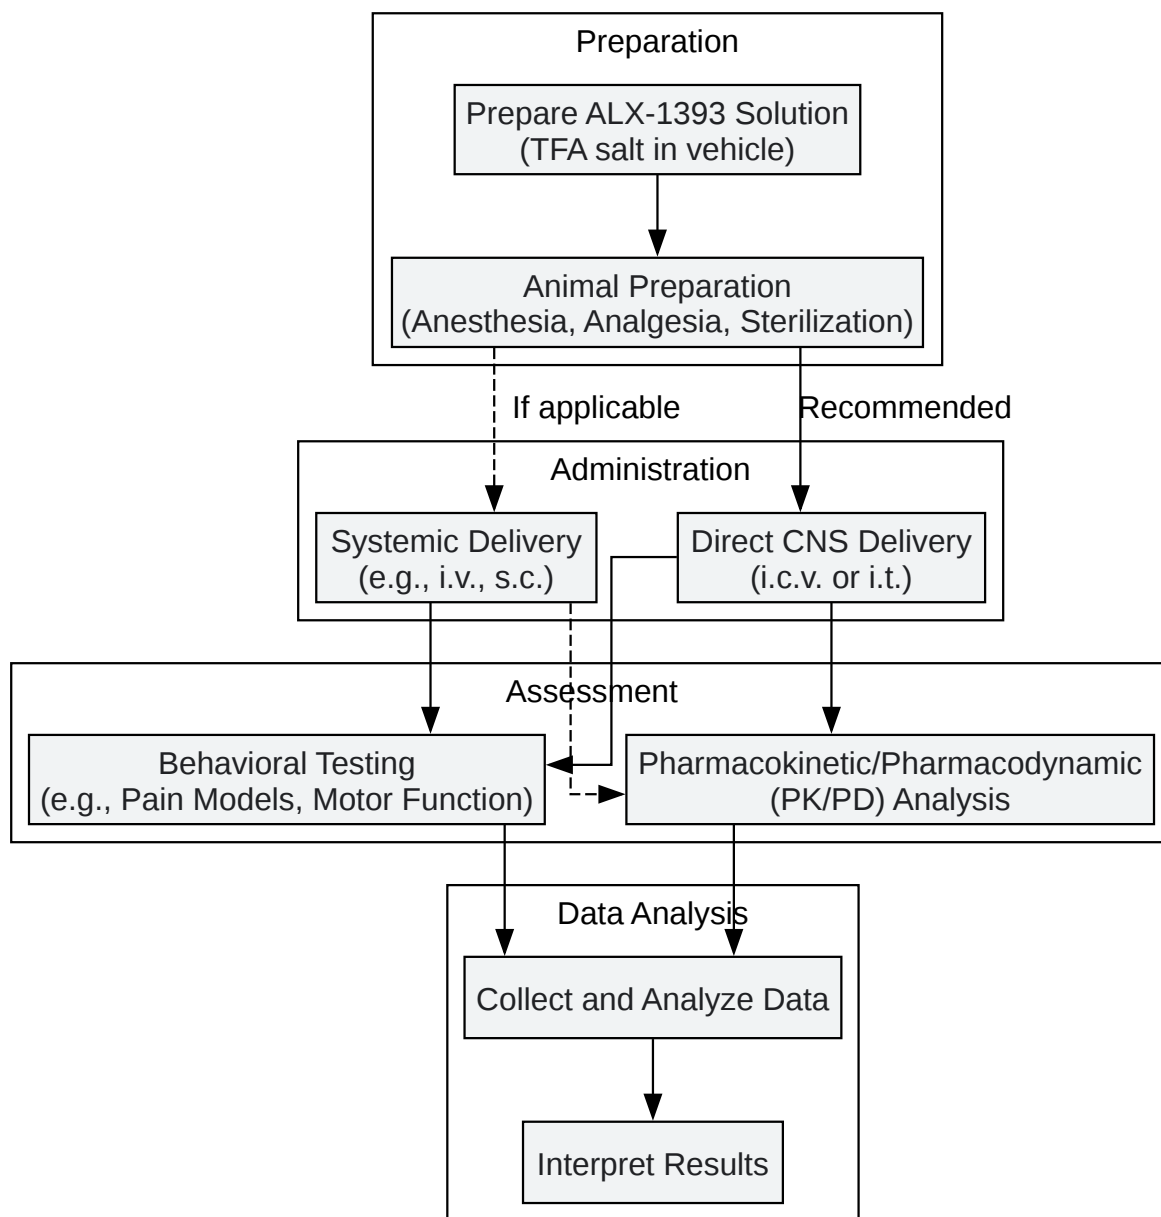 Preparation
Prepare ALX-1393 Solution
(TFA salt in vehicle)
Animal Preparation
(Anesthesia, Analgesia, Sterilization)
If applicable
Recommended
Administration
Systemic Delivery
(e.g., i.v., s.c.)
Direct CNS Delivery
(i.c.v. or i.t.)
Assessment
Behavioral Testing
(e.g., Pain Models, Motor Function)
Pharmacokinetic/Pharmacodynamic
(PK/PD) Analysis
Data Analysis
Collect and Analyze Data
Interpret Results